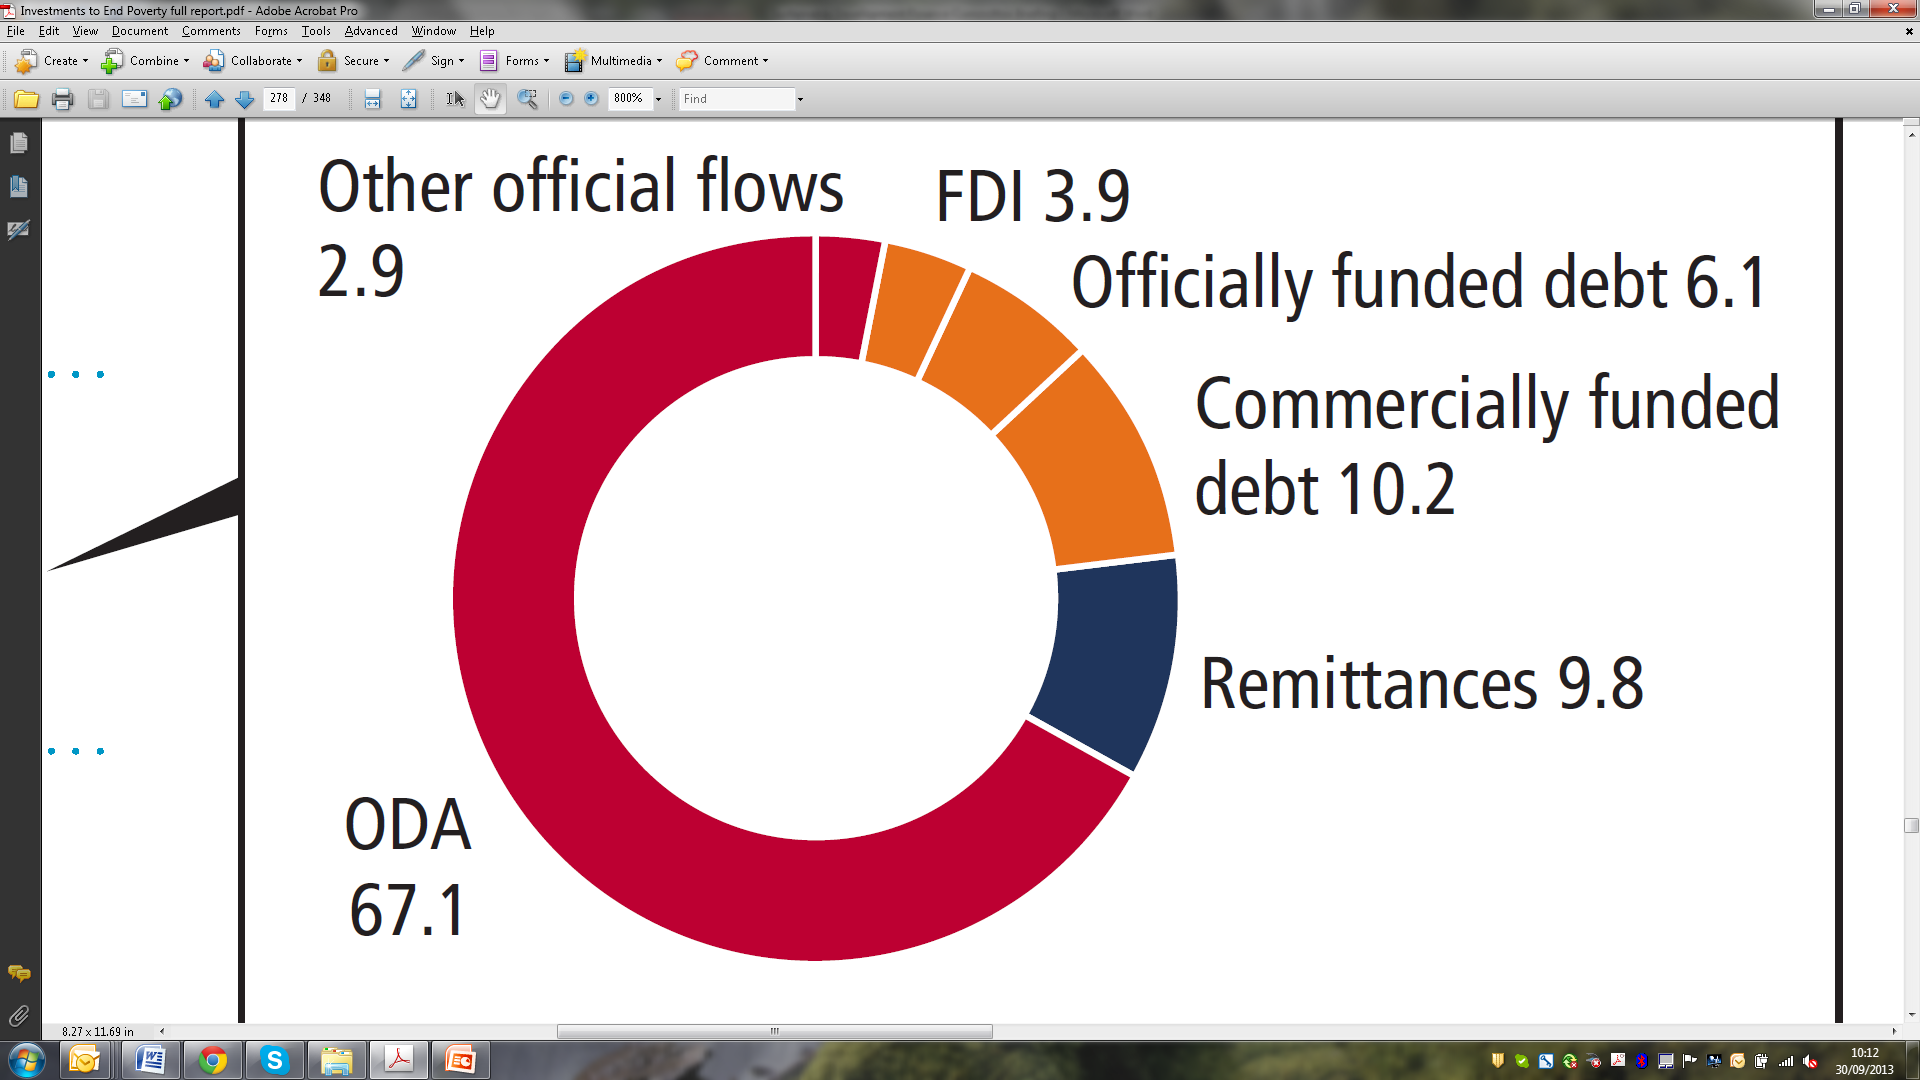 Investments to End Poverty full report.pdf - Adobe Acrobat Pro
File Edit View Document Comments Forms Tools Advanced Window Help
Create Combine Collaborate Secure Sign Forms Multimedia Comment
278 / 348 800% Find
Other official flows
2.9
FDI 3.9
Officially funded debt 6.1
Commercially funded
debt 10.2
Remittances 9.8
ODA
67.1
8.27 x 11.69 in
10:12
30/09/2013